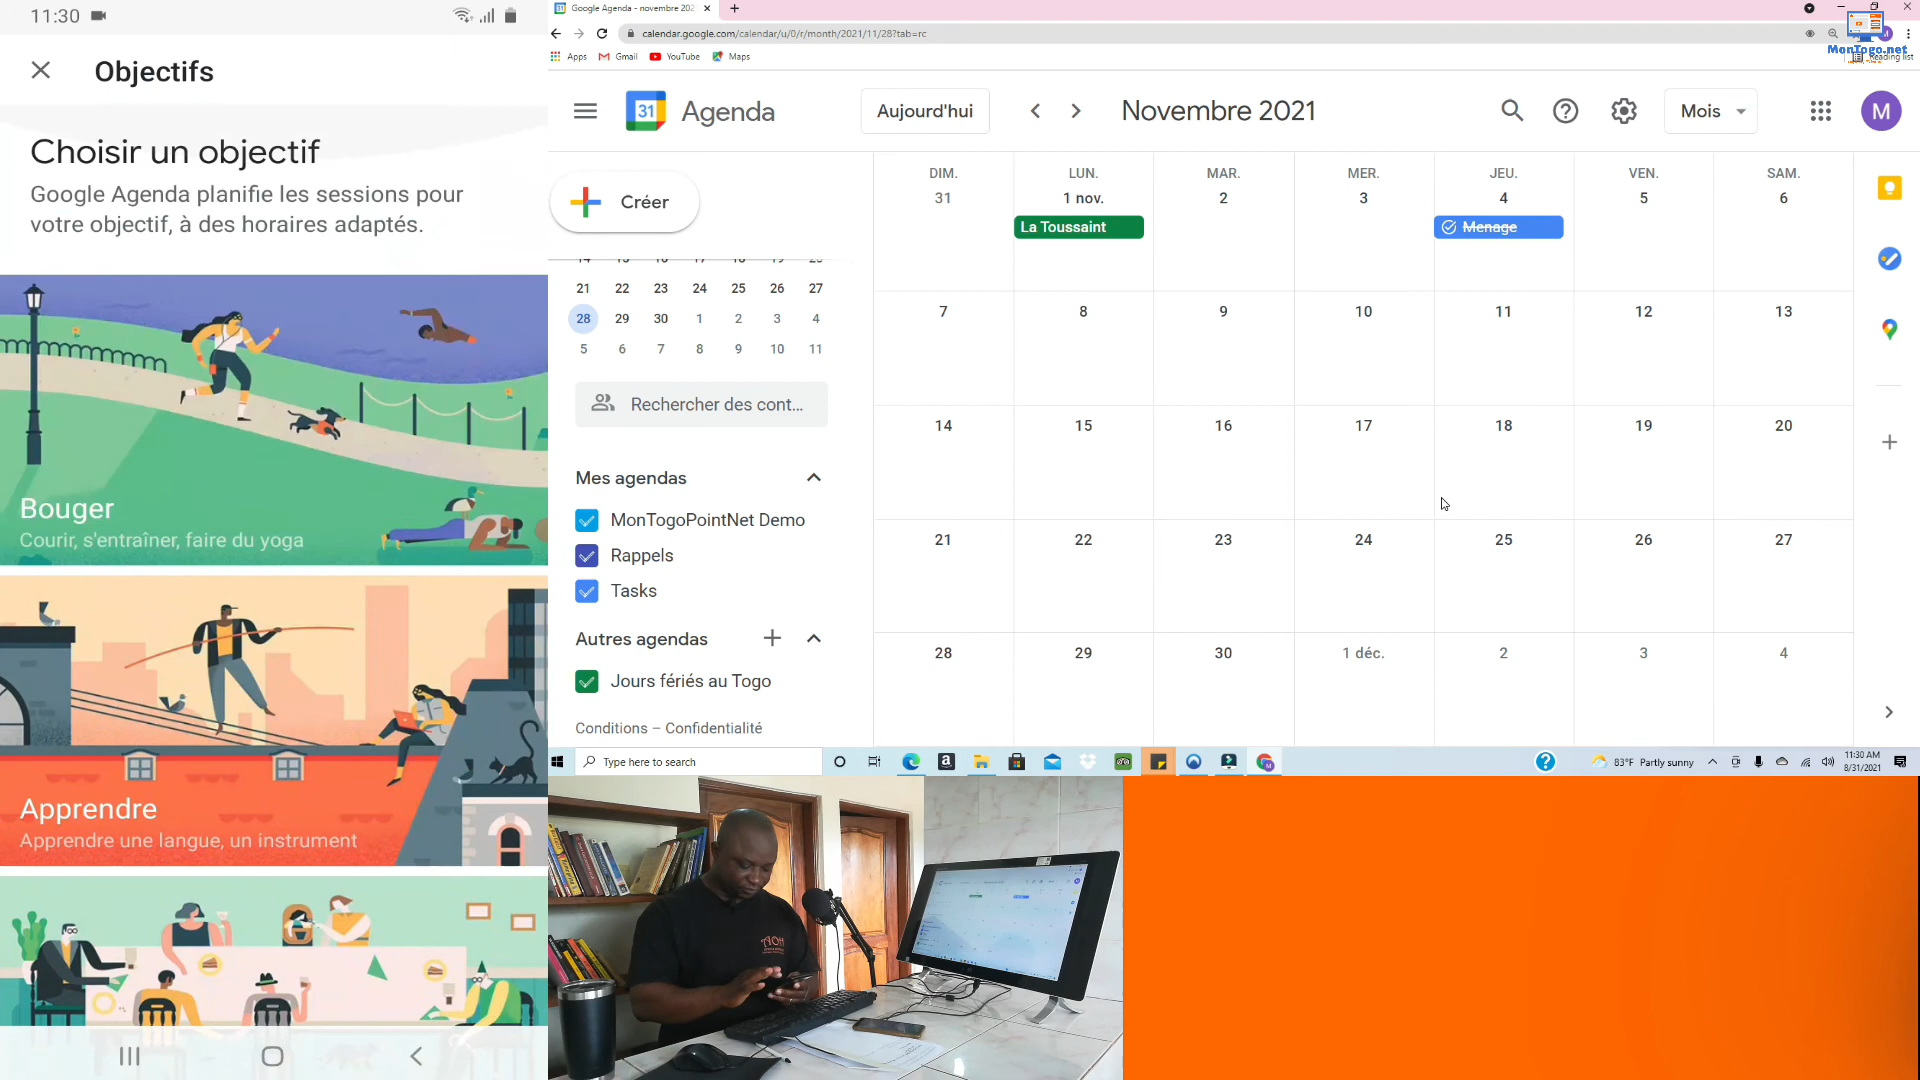 11:30
Objectifs
Choisir un objectif
Google Agenda planifie les sessions pour
votre objectif, à des horaires adaptés.
Bouger
Courir, s'entraîner, faire du yoga
Apprendre
Apprendre une langue, un instrument
Google Agenda - novembre 202
calendar.google.com/calendar/u/0/r/month/2021/11/28?tab=rc
MonTogo.net
Apps Gmail YouTube Maps
Reading list
31 Agenda Aujourd'hui Novembre 2021 Mois M
Créer
21 22 23 24 25 26 27
28 29 30 1 2 3 4
5 6 7 8 9 10 11
Rechercher des cont...
Mes agendas
MonTogoPointNet Demo
Rappels
Tasks
Autres agendas
Jours fériés au Togo
Conditions – Confidentialité
DIM. LUN. MAR. MER. JEU. VEN. SAM.
31 1 nov. 2 3 4 5 6
La Toussaint Menage
7 8 9 10 11 12 13
14 15 16 17 18 19 20
21 22 23 24 25 26 27
28 29 30 1 déc. 2 3 4
Type here to search
83°F Partly sunny
11:30 AM
8/31/2021